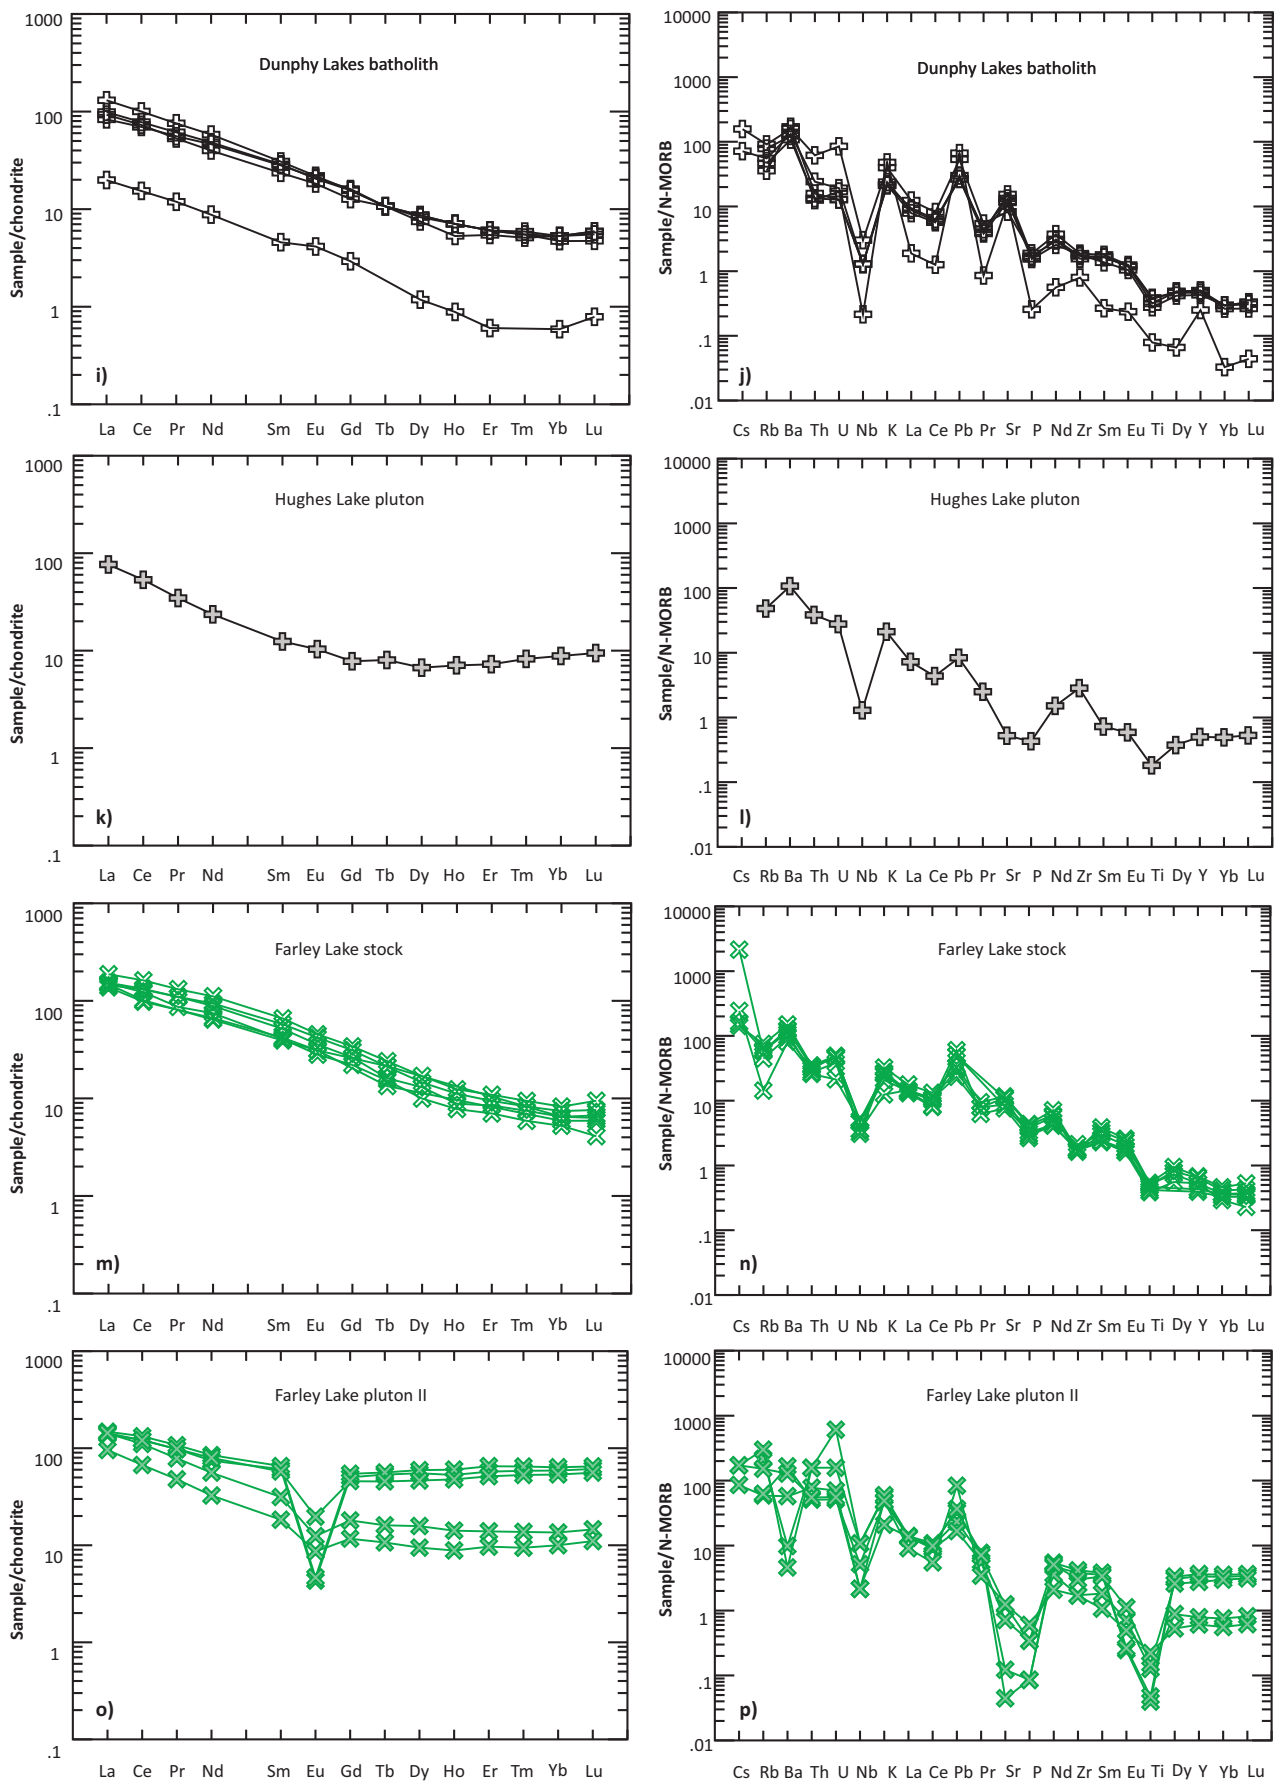 1000
Dunphy Lakes batholith
100
10
1
.1
Sample/chondrite
i)
La Ce Pr Nd Sm Eu Gd Tb Dy Ho Er Tm Yb Lu
10000
Dunphy Lakes batholith
1000
100
10
1
.1
.01
Sample/N-MORB
j)
Cs Rb Ba Th U Nb K La Ce Pb Pr Sr P Nd Zr Sm Eu Ti Dy Y Yb Lu
1000
Hughes Lake pluton
100
10
1
.1
Sample/chondrite
k)
La Ce Pr Nd Sm Eu Gd Tb Dy Ho Er Tm Yb Lu
10000
Hughes Lake pluton
1000
100
10
1
.1
.01
Sample/N-MORB
l)
Cs Rb Ba Th U Nb K La Ce Pb Pr Sr P Nd Zr Sm Eu Ti Dy Y Yb Lu
1000
Farley Lake stock
100
10
1
.1
Sample/chondrite
m)
La Ce Pr Nd Sm Eu Gd Tb Dy Ho Er Tm Yb Lu
10000
Farley Lake stock
1000
100
10
1
.1
.01
Sample/N-MORB
n)
Cs Rb Ba Th U Nb K La Ce Pb Pr Sr P Nd Zr Sm Eu Ti Dy Y Yb Lu
1000
Farley Lake pluton II
100
10
1
.1
Sample/chondrite
o)
La Ce Pr Nd Sm Eu Gd Tb Dy Ho Er Tm Yb Lu
10000
Farley Lake pluton II
1000
100
10
1
.1
.01
Sample/N-MORB
p)
Cs Rb Ba Th U Nb K La Ce Pb Pr Sr P Nd Zr Sm Eu Ti Dy Y Yb Lu